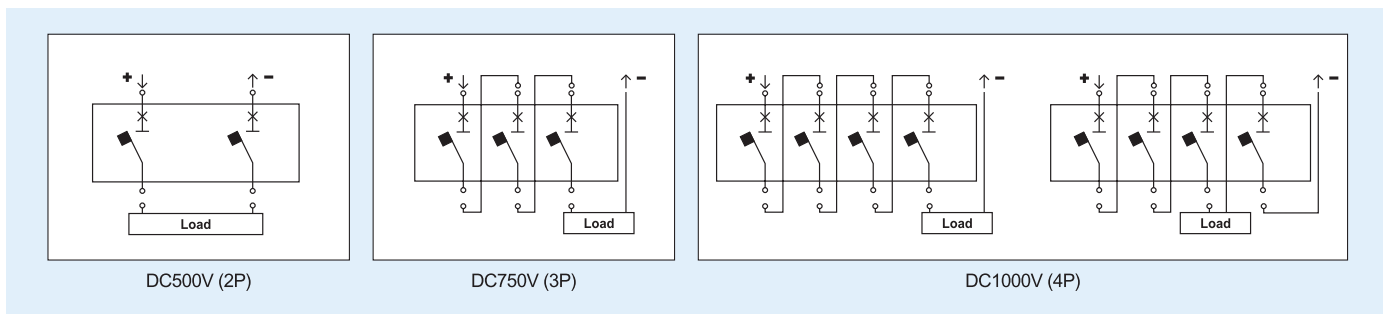 + −
Load
DC500V (2P)
+ −
Load
DC750V (3P)
+ −
Load
+ −
Load
DC1000V (4P)